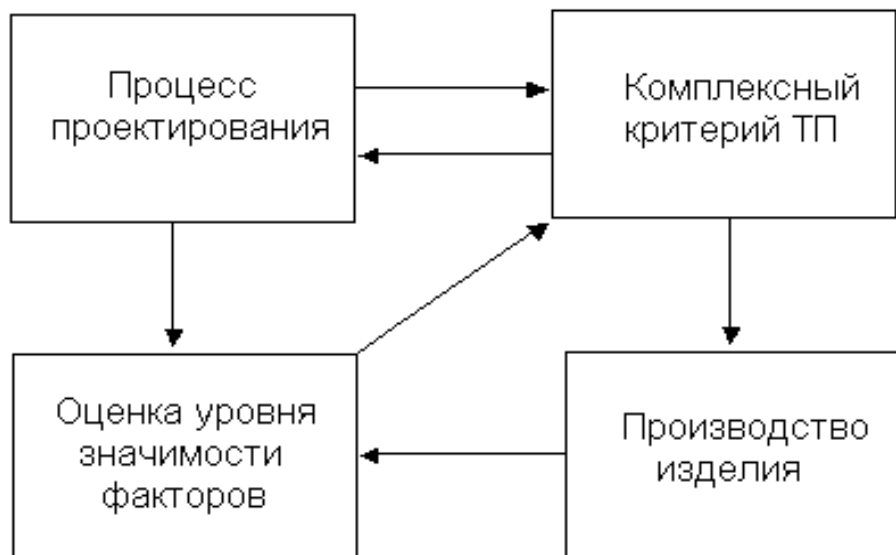 Процесс
проектирования
Комплексный
критерий ТП
Оценка уровня
значимости
факторов
Производство
изделия